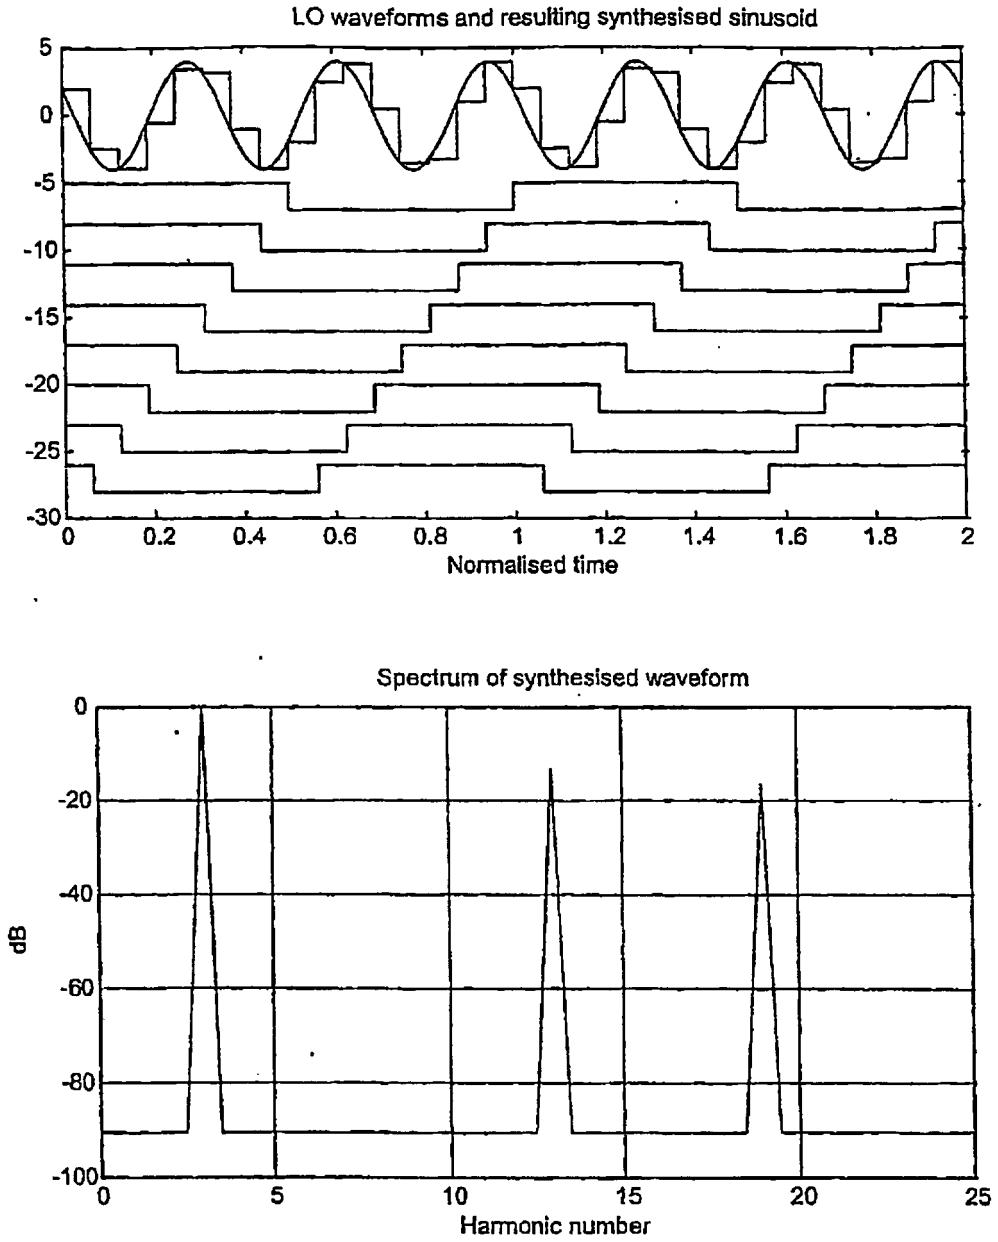 LO waveforms and resulting synthesised sinusoid
5
0
-5
-10
-15
-20
-25
-30
0 0.2 0.4 0.6 0.8 1 1.2 1.4 1.6 1.8 2
Normalised time
Spectrum of synthesised waveform
0
-20
-40
-60
-80
-100
dB
0 5 10 15 20 25
Harmonic number